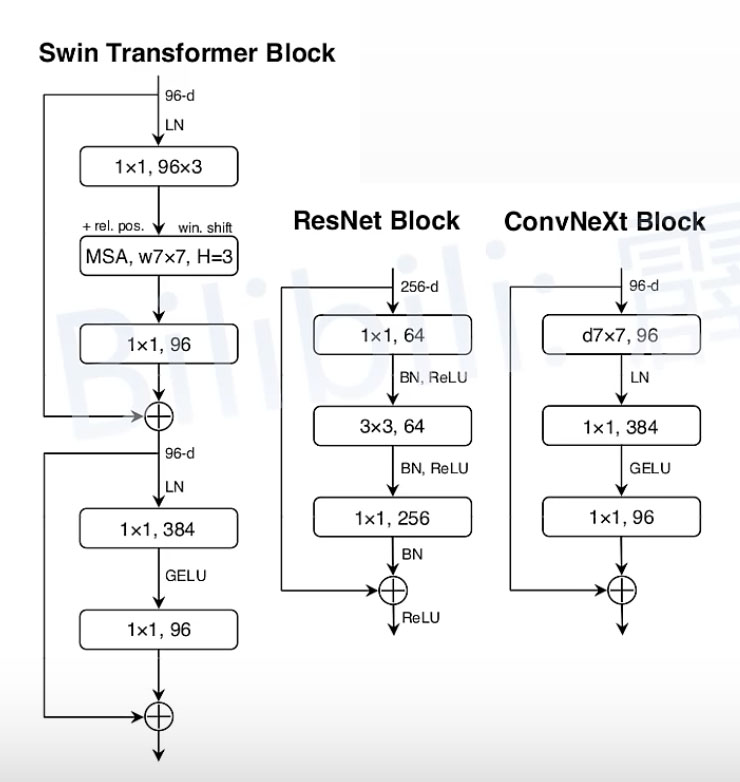 Swin Transformer Block
96-d
LN
1×1, 96×3
+ rel. pos. win. shift
MSA, w7×7, H=3
1×1, 96
96-d
LN
1×1, 384
GELU
1×1, 96
ResNet Block
256-d
1×1, 64
BN, ReLU
3×3, 64
BN, ReLU
1×1, 256
BN
ReLU
ConvNeXt Block
96-d
d7×7, 96
LN
1×1, 384
GELU
1×1, 96
Bilibili: